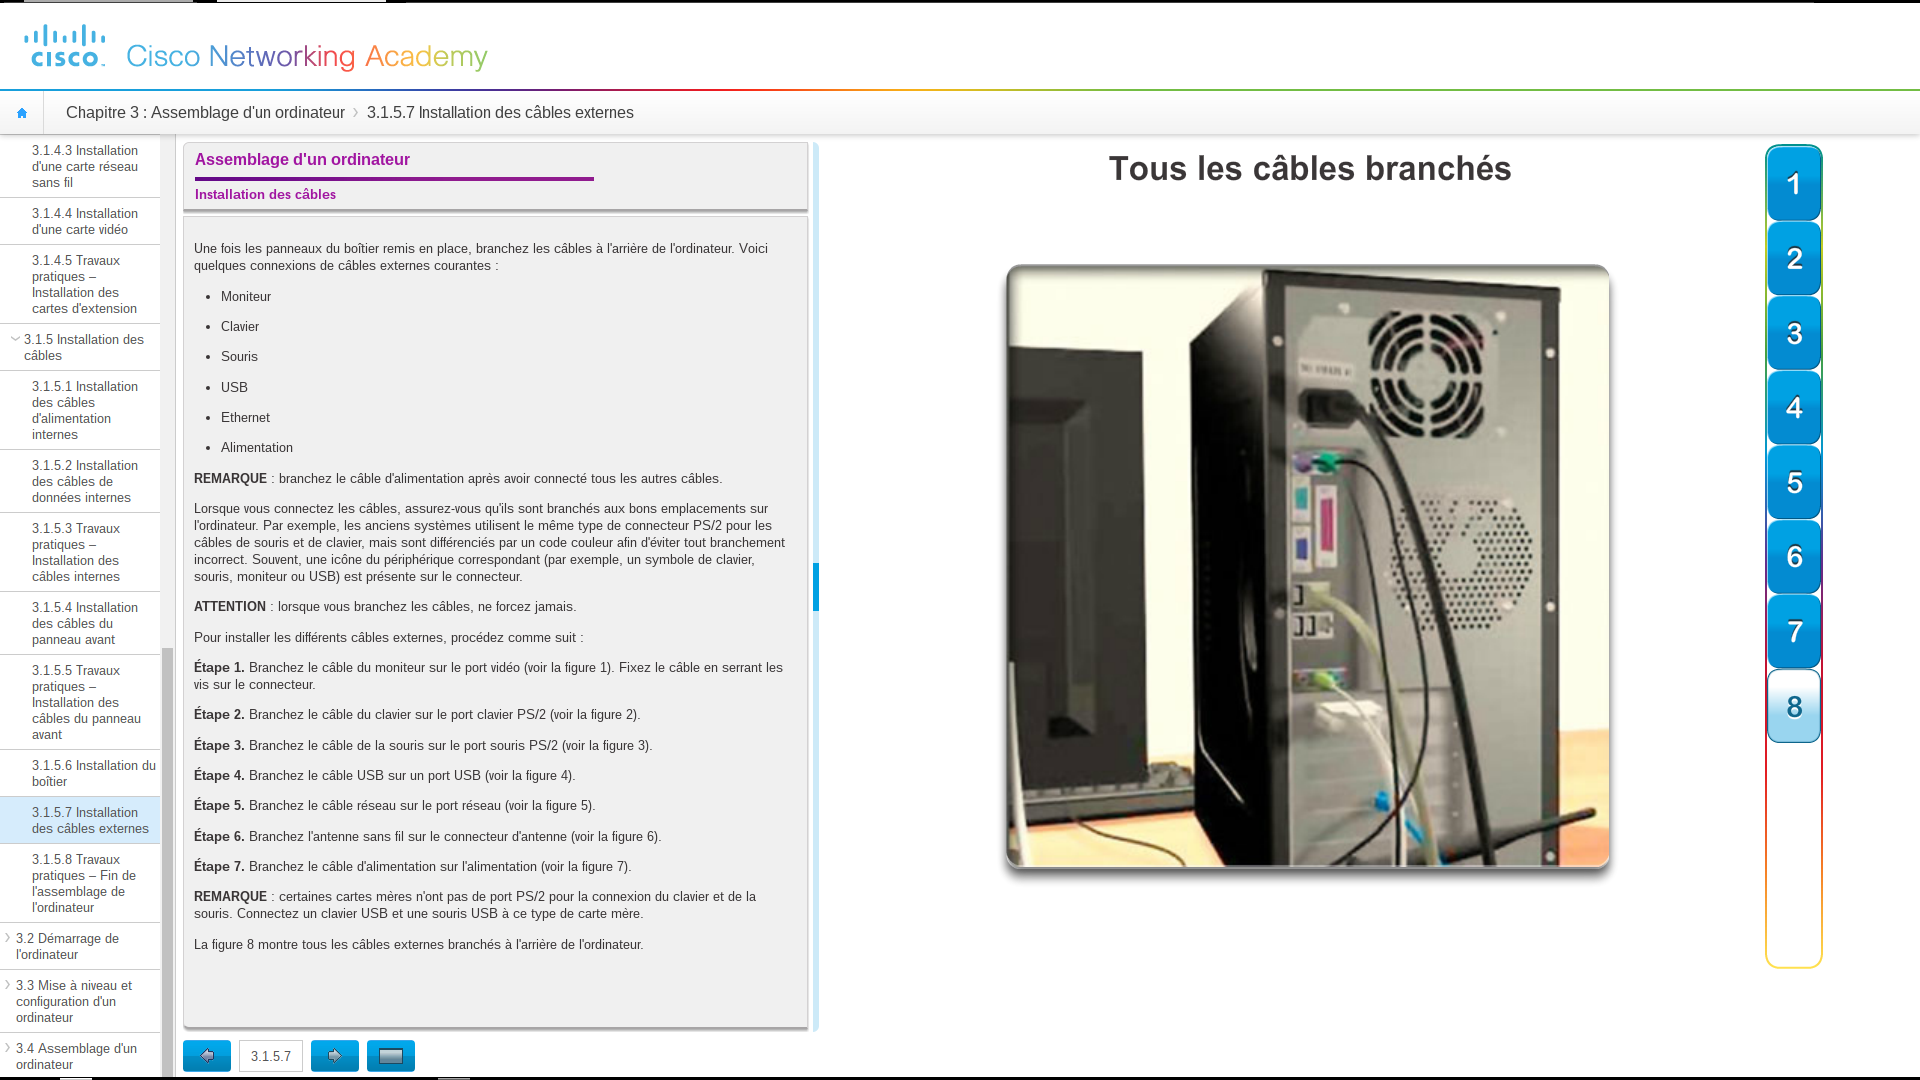 CISCO Cisco Networking Academy
Chapitre 3 : Assemblage d'un ordinateur 3.1.5.7 Installation des câbles externes
3.1.4.3 Installation
d'une carte réseau
sans fil
3.1.4.4 Installation
d'une carte vidéo
3.1.4.5 Travaux
pratiques –
Installation des
cartes d'extension
3.1.5 Installation des
câbles
3.1.5.1 Installation
des câbles
d'alimentation
internes
3.1.5.2 Installation
des câbles de
données internes
3.1.5.3 Travaux
pratiques –
Installation des
câbles internes
3.1.5.4 Installation
des câbles du
panneau avant
3.1.5.5 Travaux
pratiques –
Installation des
câbles du panneau
avant
3.1.5.6 Installation du
boîtier
3.1.5.7 Installation
des câbles externes
3.1.5.8 Travaux
pratiques – Fin de
l'assemblage de
l'ordinateur
3.2 Démarrage de
l'ordinateur
3.3 Mise à niveau et
configuration d'un
ordinateur
3.4 Assemblage d'un
ordinateur
Assemblage d'un ordinateur
Installation des câbles
Une fois les panneaux du boîtier remis en place, branchez les câbles à l'arrière de l'ordinateur. Voici
quelques connexions de câbles externes courantes :
• Moniteur
• Clavier
• Souris
• USB
• Ethernet
• Alimentation
REMARQUE : branchez le câble d'alimentation après avoir connecté tous les autres câbles.
Lorsque vous connectez les câbles, assurez-vous qu'ils sont branchés aux bons emplacements sur
l'ordinateur. Par exemple, les anciens systèmes utilisent le même type de connecteur PS/2 pour les
câbles de souris et de clavier, mais sont différenciés par un code couleur afin d'éviter tout branchement
incorrect. Souvent, une icône du périphérique correspondant (par exemple, un symbole de clavier,
souris, moniteur ou USB) est présente sur le connecteur.
ATTENTION : lorsque vous branchez les câbles, ne forcez jamais.
Pour installer les différents câbles externes, procédez comme suit :
Étape 1. Branchez le câble du moniteur sur le port vidéo (voir la figure 1). Fixez le câble en serrant les
vis sur le connecteur.
Étape 2. Branchez le câble du clavier sur le port clavier PS/2 (voir la figure 2).
Étape 3. Branchez le câble de la souris sur le port souris PS/2 (voir la figure 3).
Étape 4. Branchez le câble USB sur un port USB (voir la figure 4).
Étape 5. Branchez le câble réseau sur le port réseau (voir la figure 5).
Étape 6. Branchez l'antenne sans fil sur le connecteur d'antenne (voir la figure 6).
Étape 7. Branchez le câble d'alimentation sur l'alimentation (voir la figure 7).
REMARQUE : certaines cartes mères n'ont pas de port PS/2 pour la connexion du clavier et de la
souris. Connectez un clavier USB et une souris USB à ce type de carte mère.
La figure 8 montre tous les câbles externes branchés à l'arrière de l'ordinateur.
3.1.5.7
Tous les câbles branchés
1
2
3
4
5
6
7
8